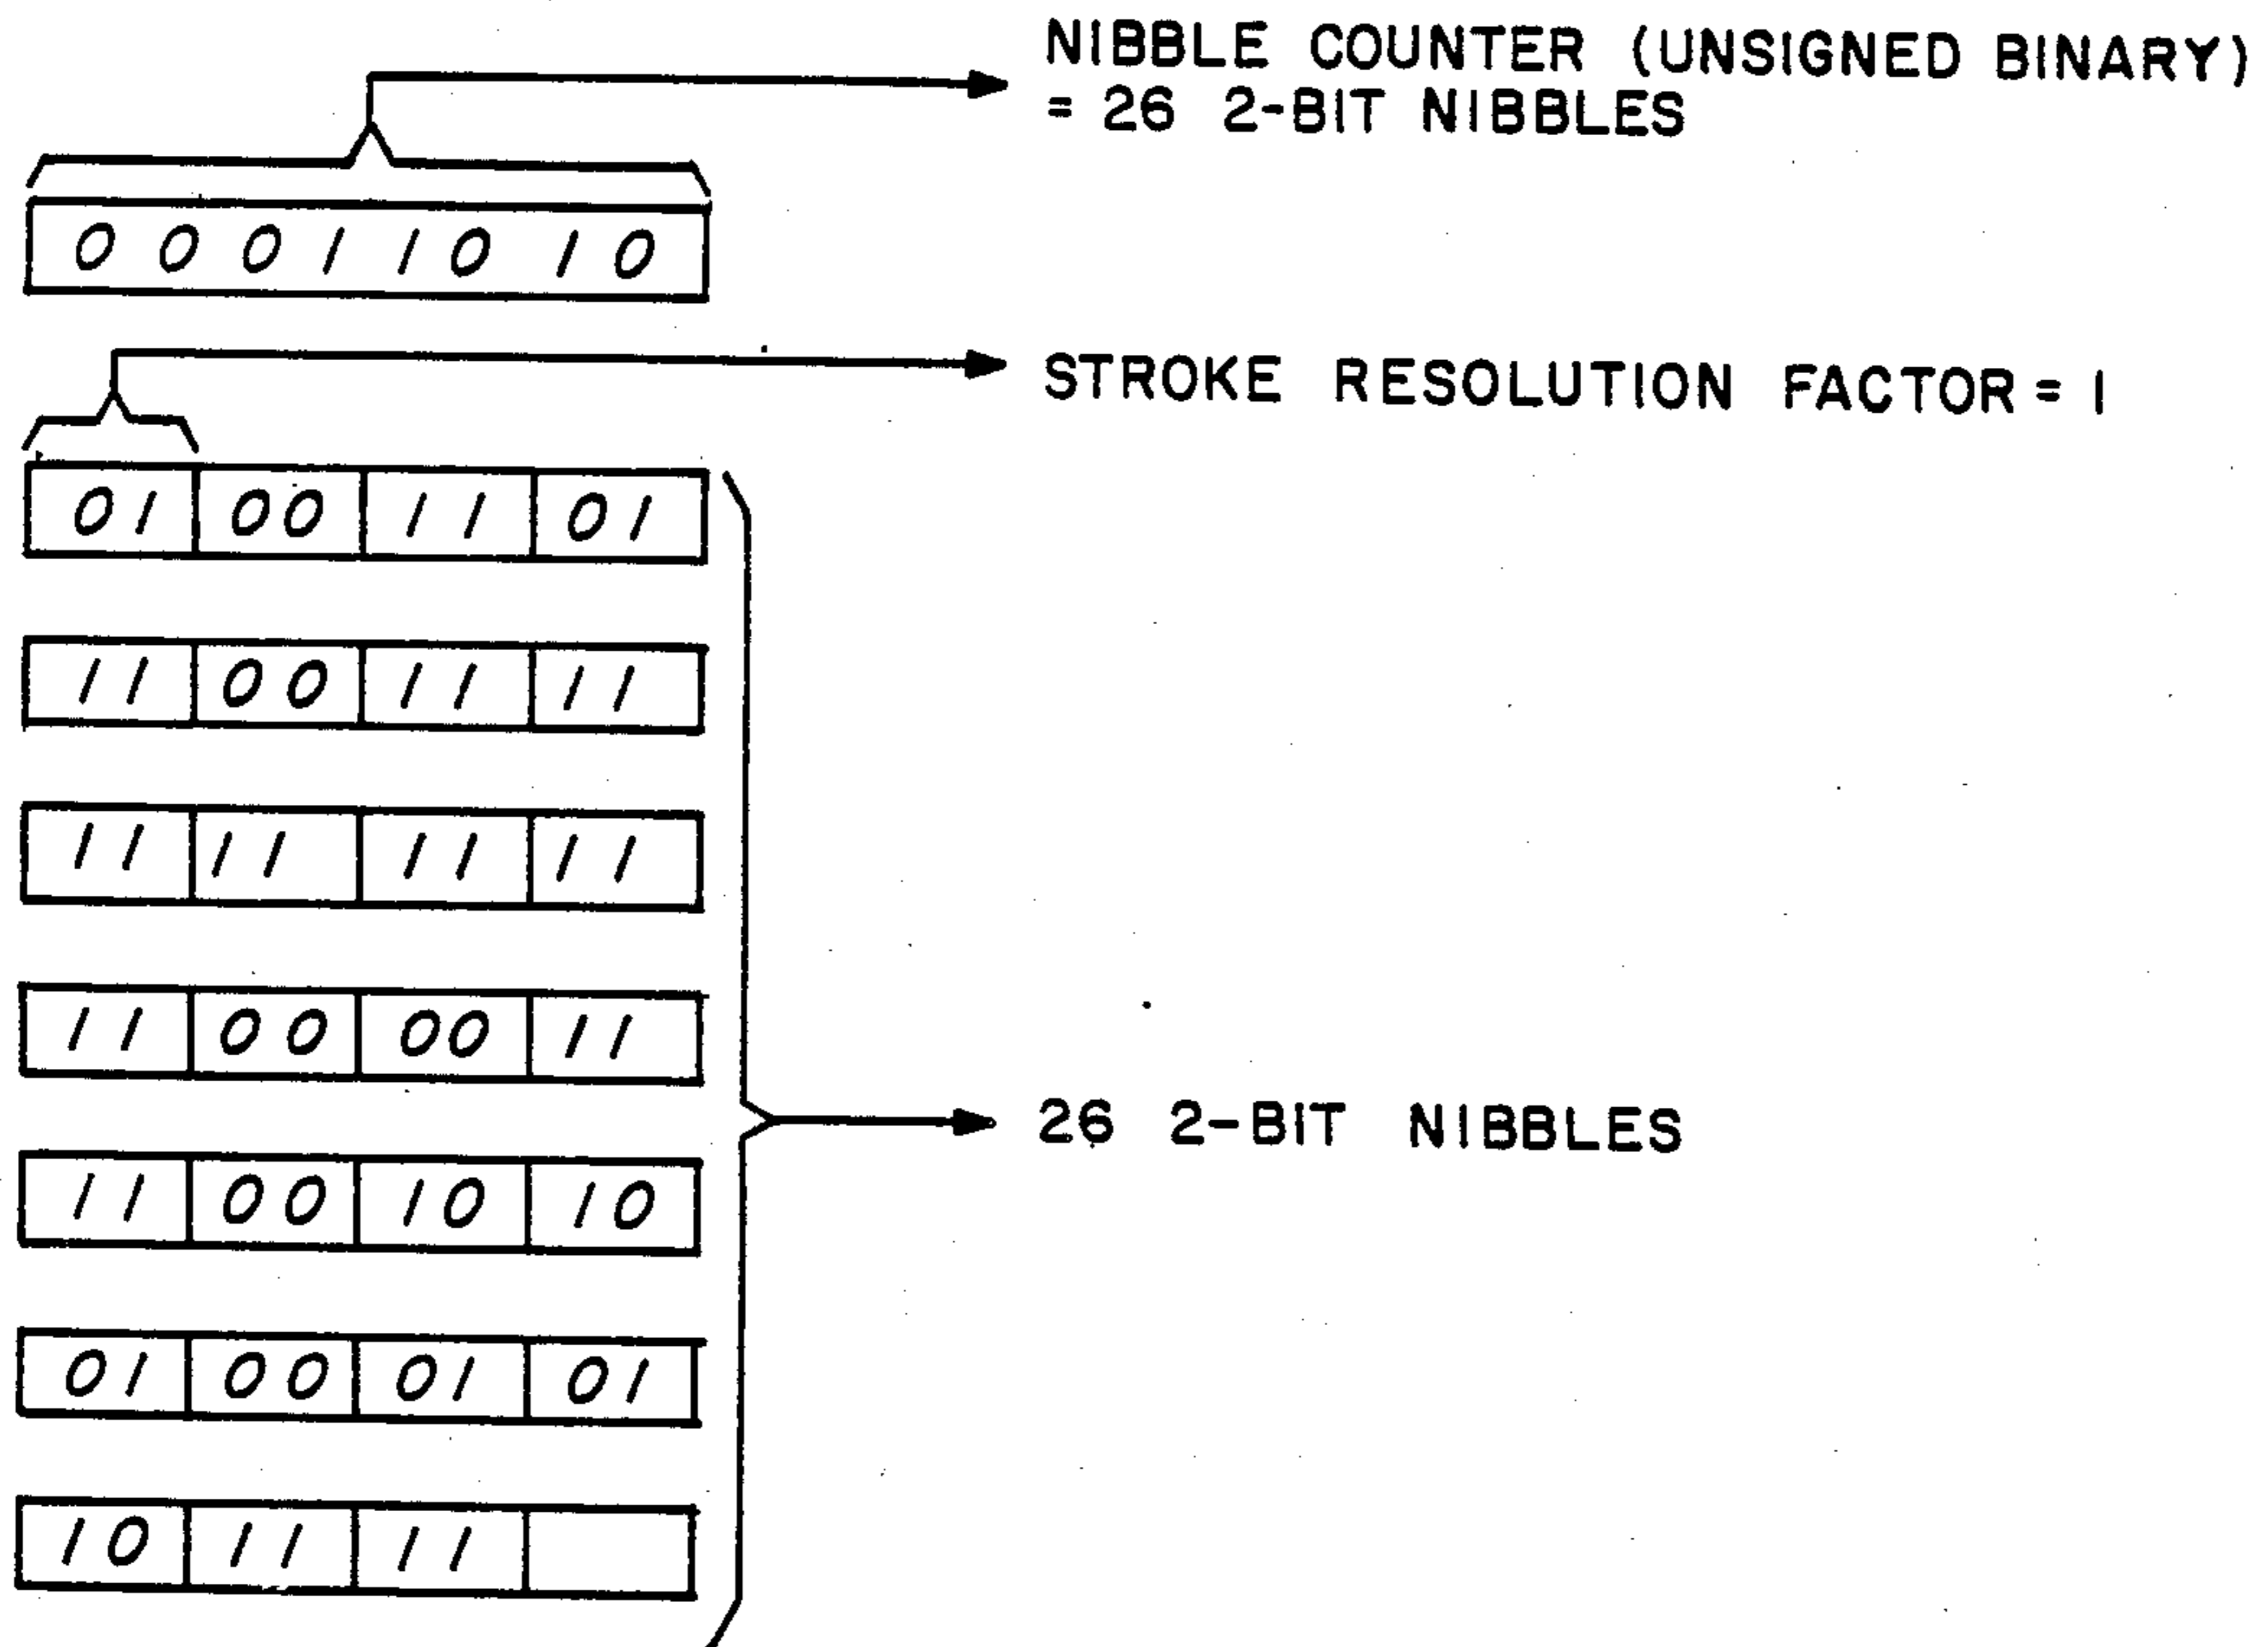 NIBBLE COUNTER (UNSIGNED BINARY)
= 26 2-BIT NIBBLES
0 0 0 1 1 0 1 0
STROKE RESOLUTION FACTOR = 1
01 00 11 01
11 00 11 11
11 11 11 11
11 00 00 11
26 2-BIT NIBBLES
11 00 10 10
01 00 01 01
10 11 11